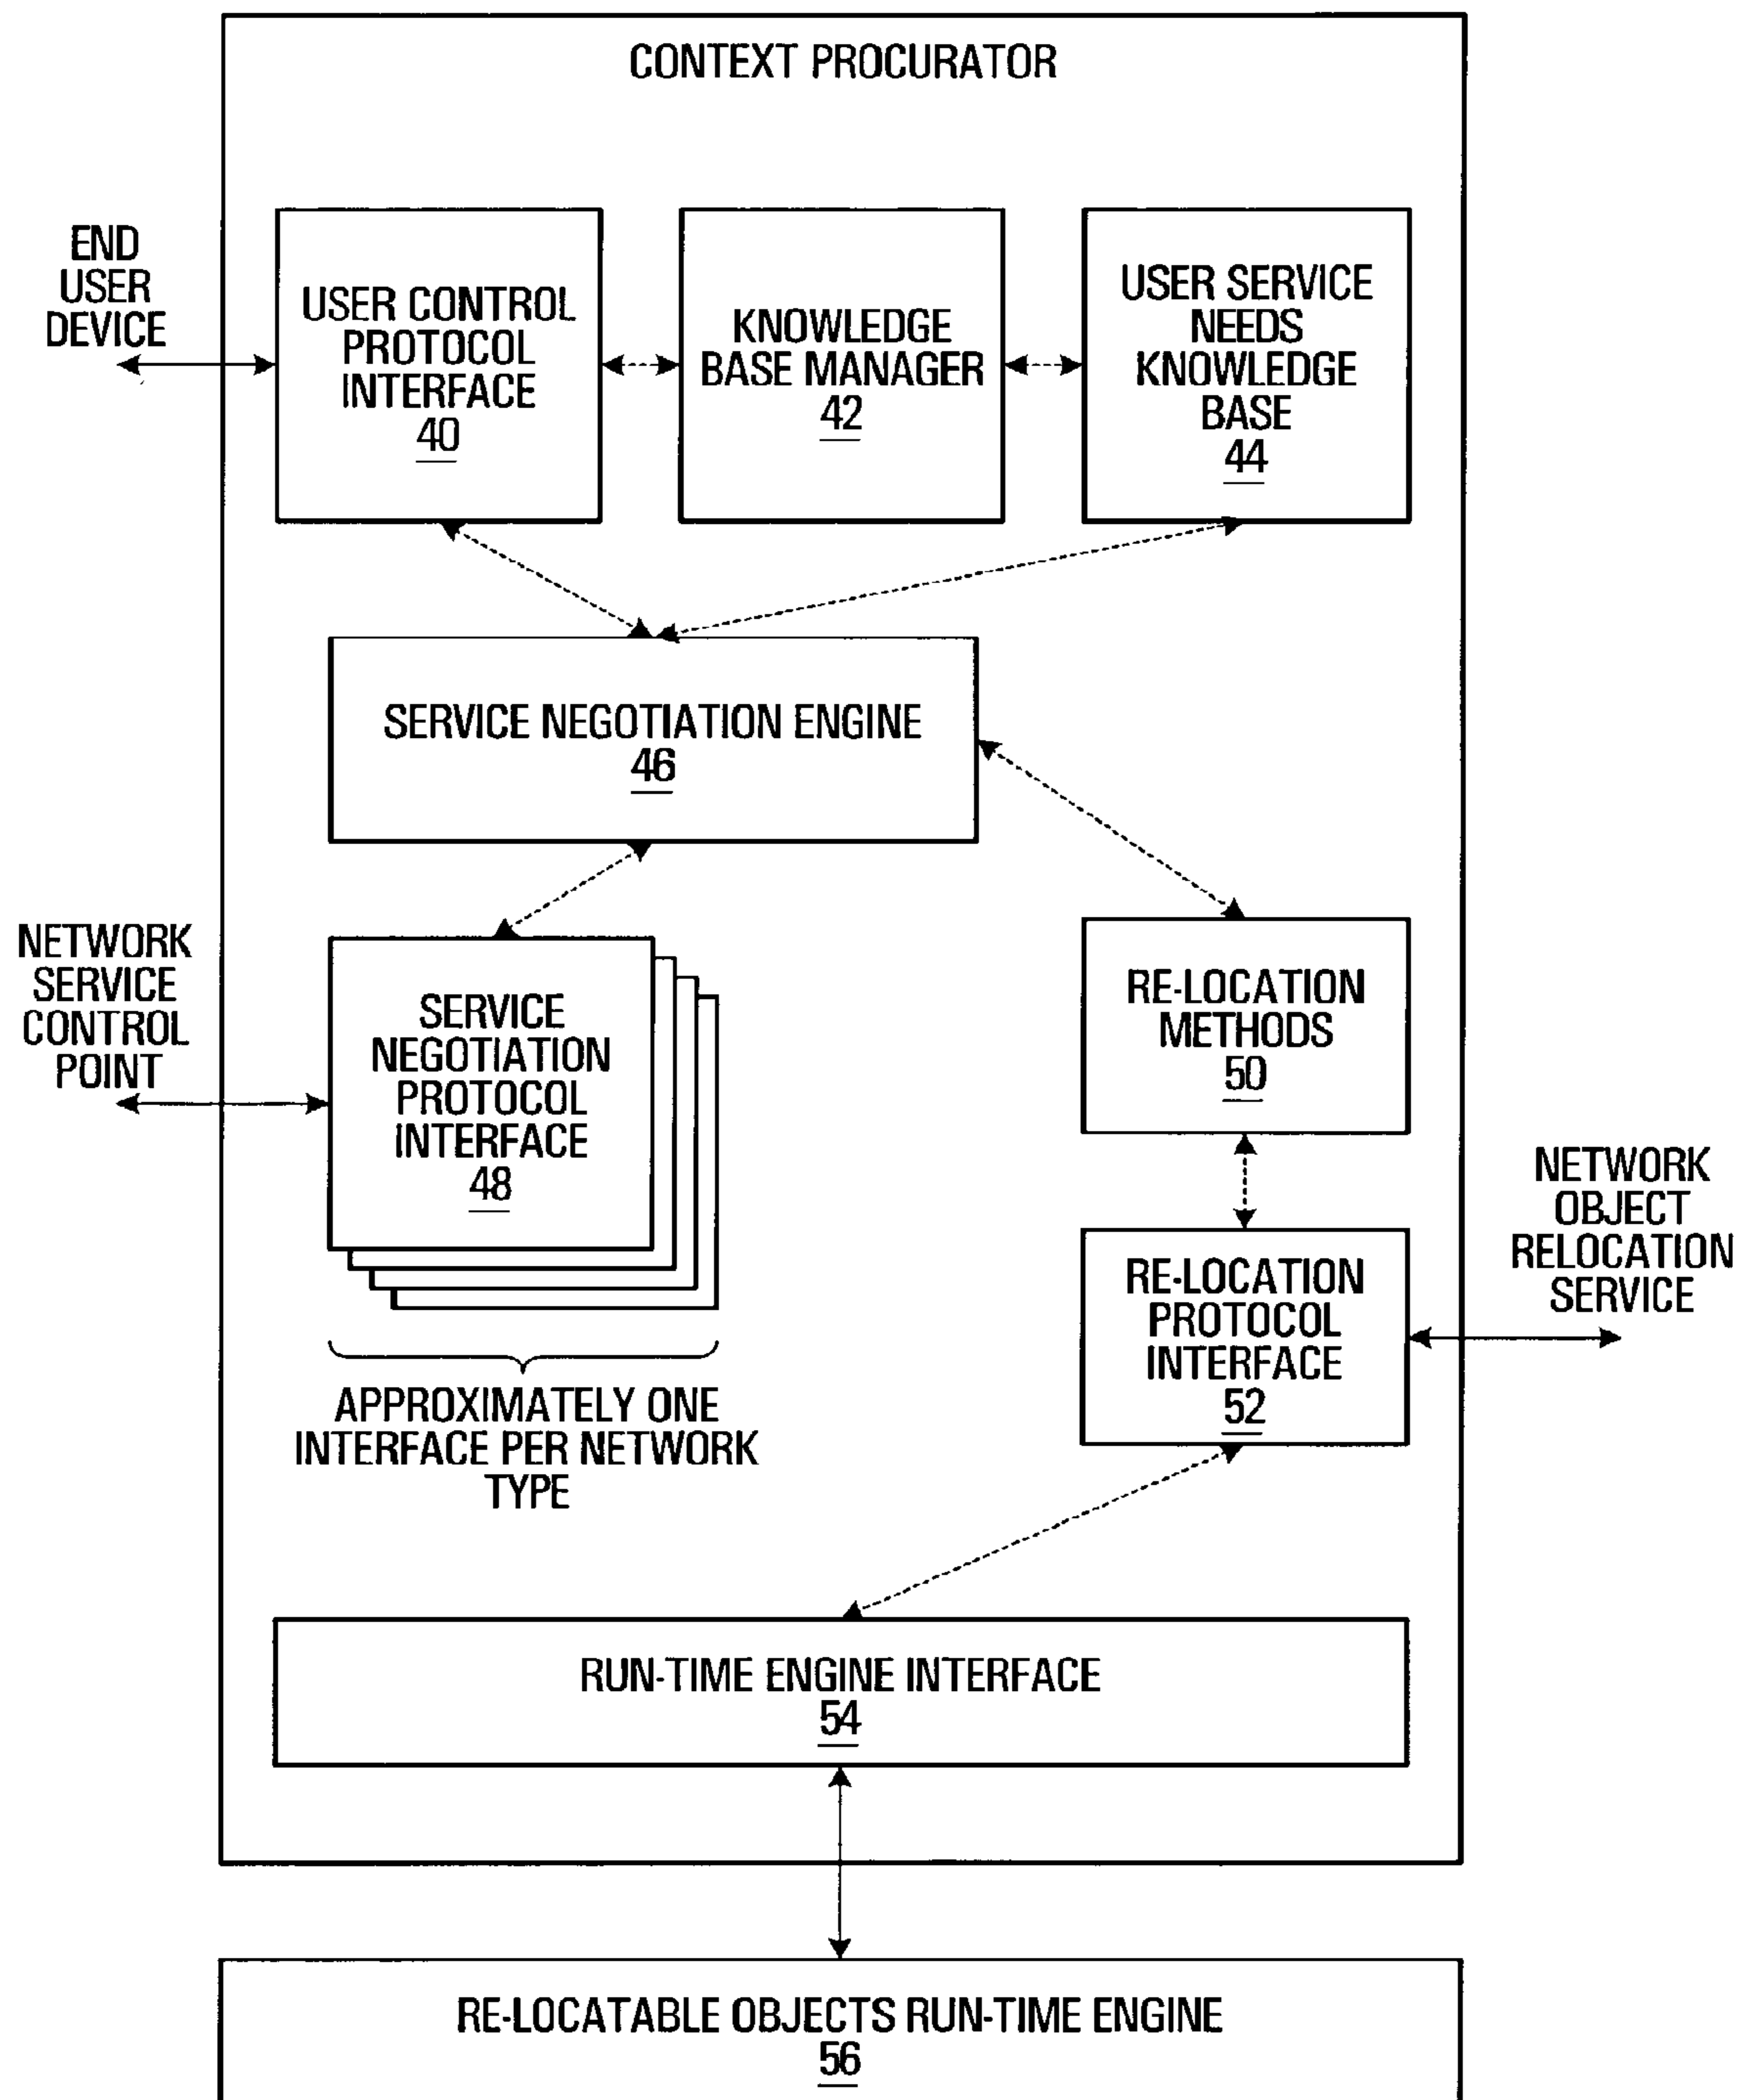 CONTEXT PROCURATOR
END
USER
DEVICE
USER CONTROL
PROTOCOL
INTERFACE
40
KNOWLEDGE
BASE MANAGER
42
USER SERVICE
NEEDS
KNOWLEDGE
BASE
44
SERVICE NEGOTIATION ENGINE
46
NETWORK
SERVICE
CONTROL
POINT
SERVICE
NEGOTIATION
PROTOCOL
INTERFACE
48
RE-LOCATION
METHODS
50
NETWORK
OBJECT
RELOCATION
SERVICE
RE-LOCATION
PROTOCOL
INTERFACE
52
APPROXIMATELY ONE
INTERFACE PER NETWORK
TYPE
RUN-TIME ENGINE INTERFACE
54
RE-LOCATABLE OBJECTS RUN-TIME ENGINE
56